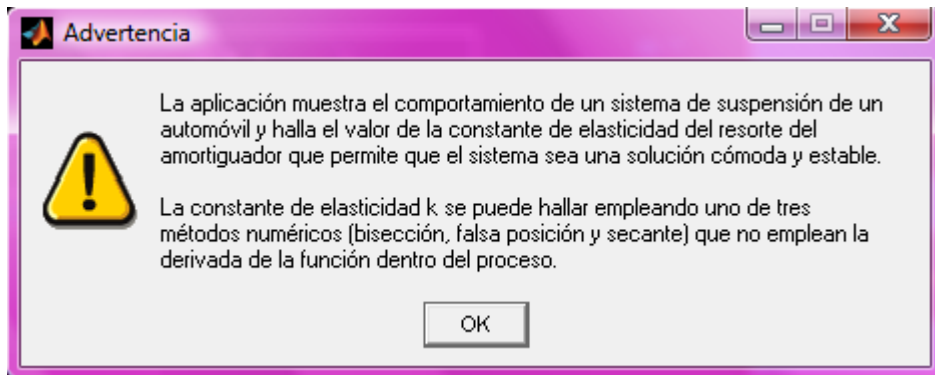 Advertencia
La aplicación muestra el comportamiento de un sistema de suspensión de un
automóvil y halla el valor de la constante de elasticidad del resorte del
amortiguador que permite que el sistema sea una solución cómoda y estable.
La constante de elasticidad k se puede hallar empleando uno de tres
métodos numéricos (bisección, falsa posición y secante) que no emplean la
derivada de la función dentro del proceso.
OK